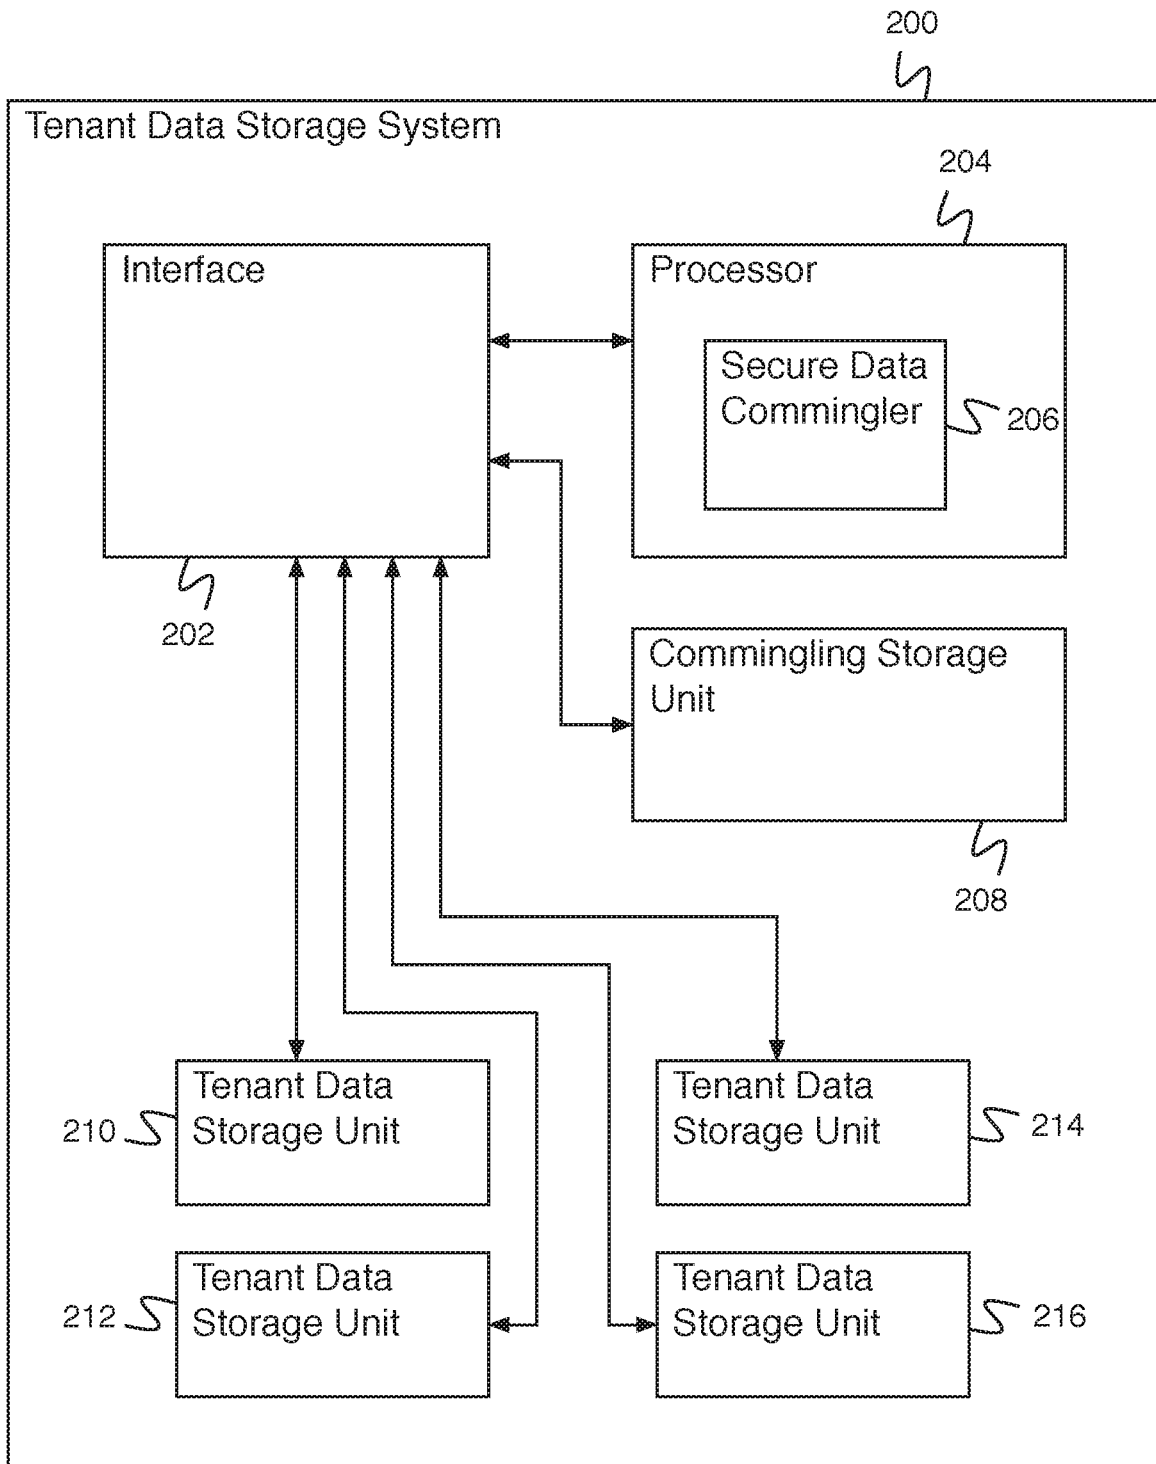 200
Tenant Data Storage System
204
Interface
Processor
Secure Data
Commingler
206
202
Commingling Storage
Unit
208
Tenant Data
Storage Unit
210
Tenant Data
Storage Unit
214
Tenant Data
Storage Unit
212
Tenant Data
Storage Unit
216